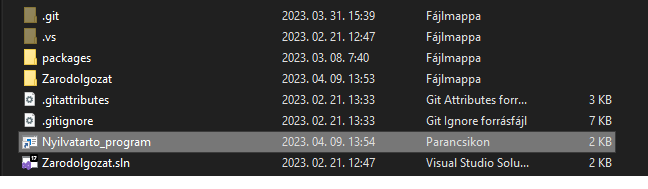 .git 2023. 03. 31. 15:39 Fájlmappa
.vs 2023. 02. 21. 12:47 Fájlmappa
packages 2023. 03. 08. 7:40 Fájlmappa
Zarodolgozat 2023. 04. 09. 13:53 Fájlmappa
.gitattributes 2023. 02. 21. 13:33 Git Attributes forr... 3 KB
.gitignore 2023. 02. 21. 13:33 Git Ignore forrásfájl 7 KB
Nyilvatarto_program 2023. 04. 09. 13:54 Parancsikon 2 KB
Zarodolgozat.sln 2023. 02. 21. 12:47 Visual Studio Solu... 2 KB